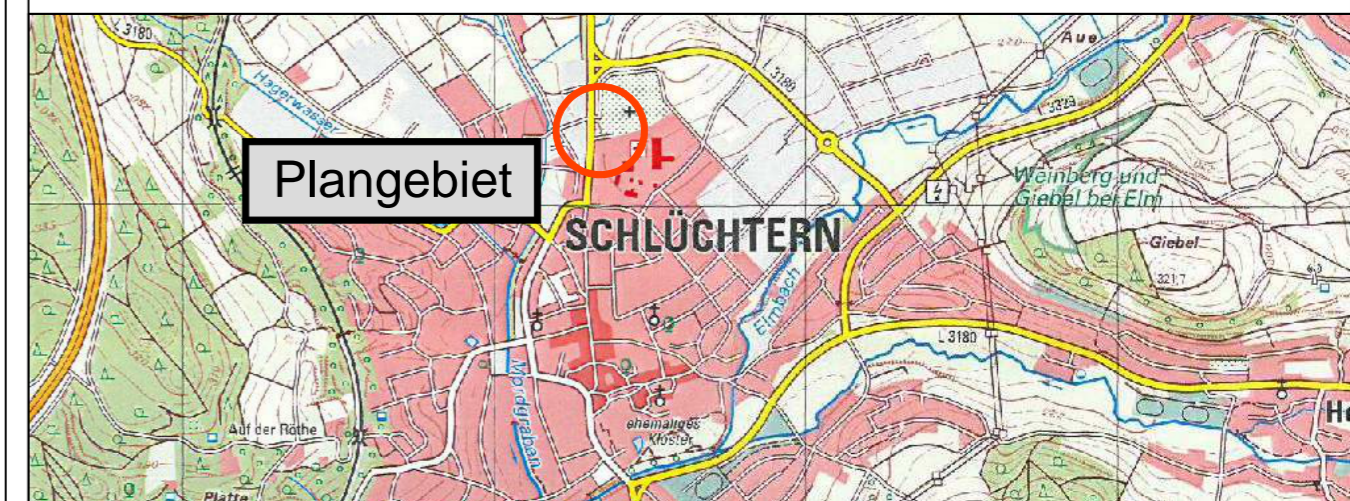 L 3180
Aue
Hagerwasser
L 3180
L 3223
Plangebiet
Weinberg und
Giebel bei Elm
SCHLÜCHTERN
Giebel
321,7
Elmbach
L 3180
Mordgraben
Auf der Röthe
ehemaliges
Kloster
Platte